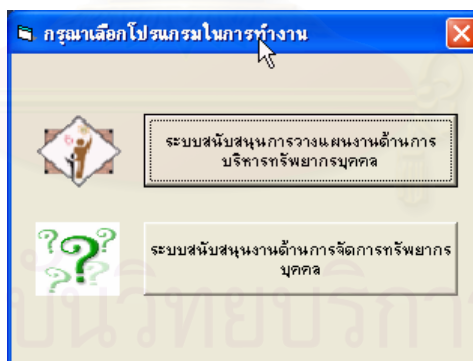 กรุณาเลือกโปรแกรมในการทำงาน
ระบบสนับสนุนการวางแผนงานด้านการ
บริหารทรัพยากรบุคคล
ระบบสนับสนุนงานด้านการจัดการทรัพยากร
บุคคล